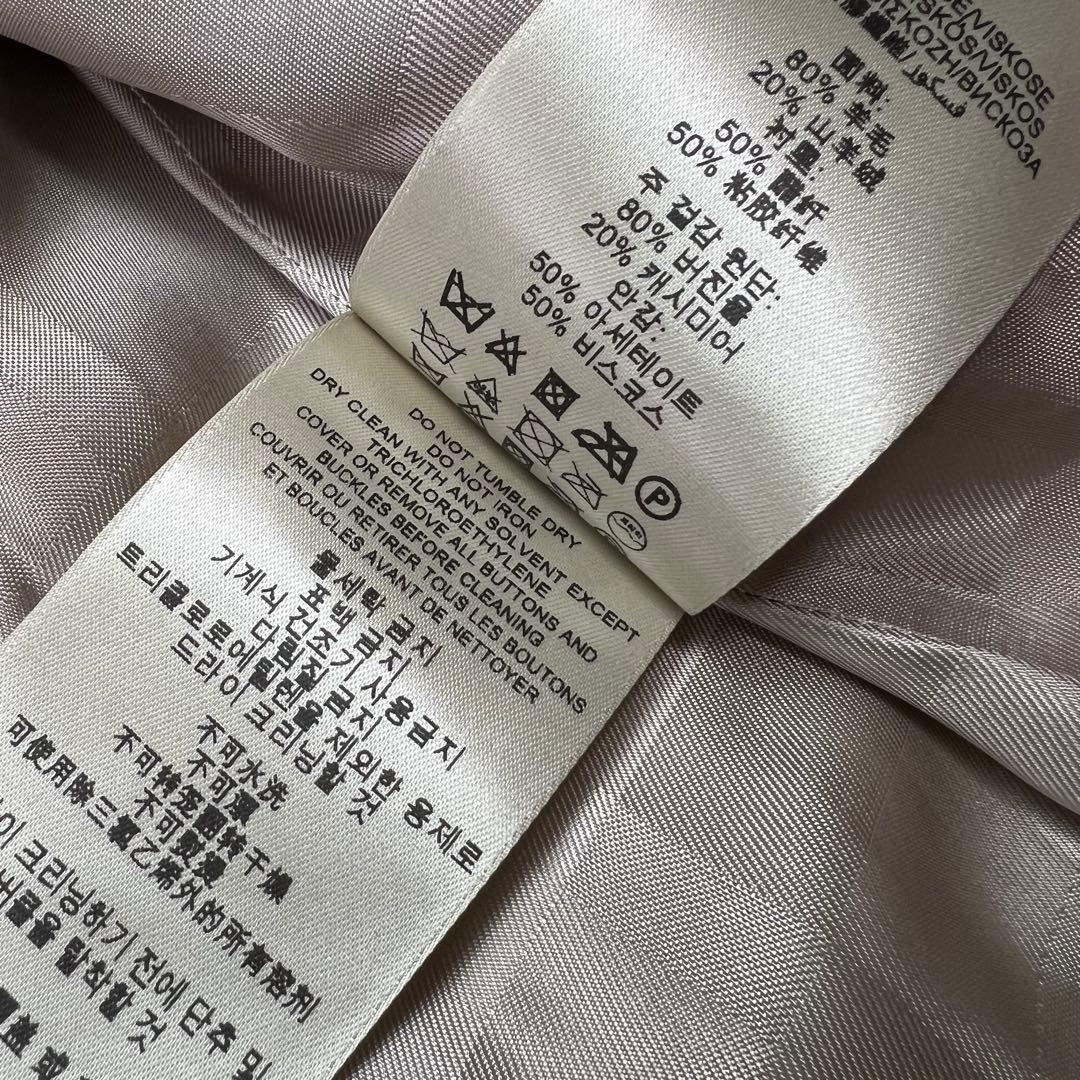 SE/VISKOSE
ISKOS/VISKOS
ΙΣΚΟΖΗ/ВИСКОЗА
فسكوز
面料:
80% 羊毛
20% 山羊绒
衬里:
50% 醋纤
50% 粘胶纤维
주 겉감 원단:
80% 버진울
20% 캐시미어
안감:
50% 아세테이트
50% 비스코스
P
DO NOT TUMBLE DRY
DO NOT IRON
DRY CLEAN WITH ANY SOLVENT EXCEPT
TRICHLOROETHYLENE
COVER OR REMOVE ALL BUTTONS AND
BUCKLES BEFORE CLEANING
COUVRIR OU RETIRER TOUS LES BOUTONS
ET BOUCLES AVANT DE NETTOYER
물세탁 금지
표백 금지
기계식 건조기 사용금지
다림질 금지
트리클로로에틸렌을 제외한 용제로
드라이 크리닝할 것
不可水洗
不可漂
不可转笼翻转干燥
不可熨烫
可使用除三氯乙烯外的所有溶剂
이 크리닝하기 전에 단추 및
버클을 탈착할 것
盖 或